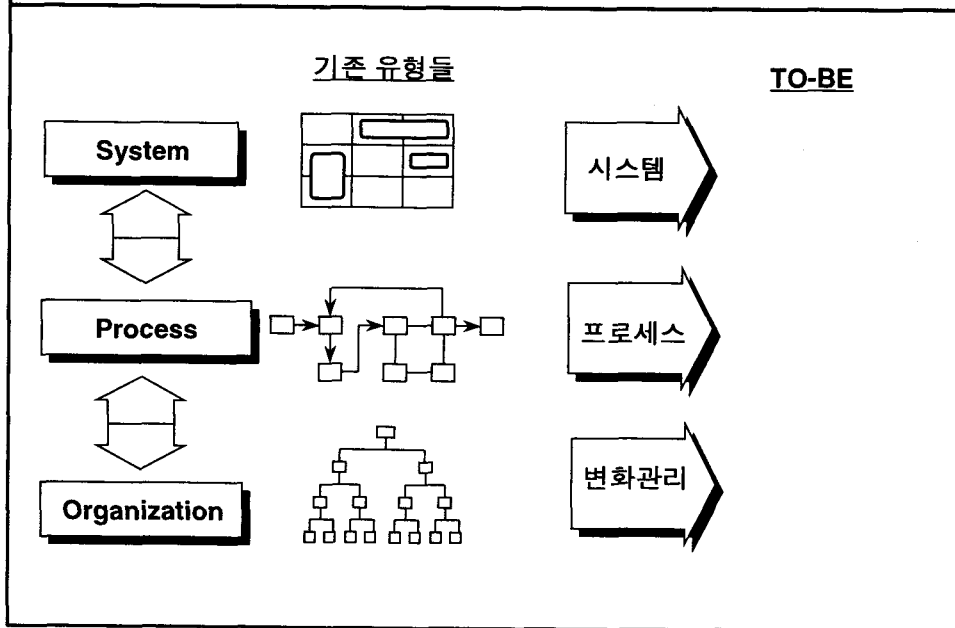 기존 유형들
TO-BE
System
시스템
Process
프로세스
Organization
변화관리